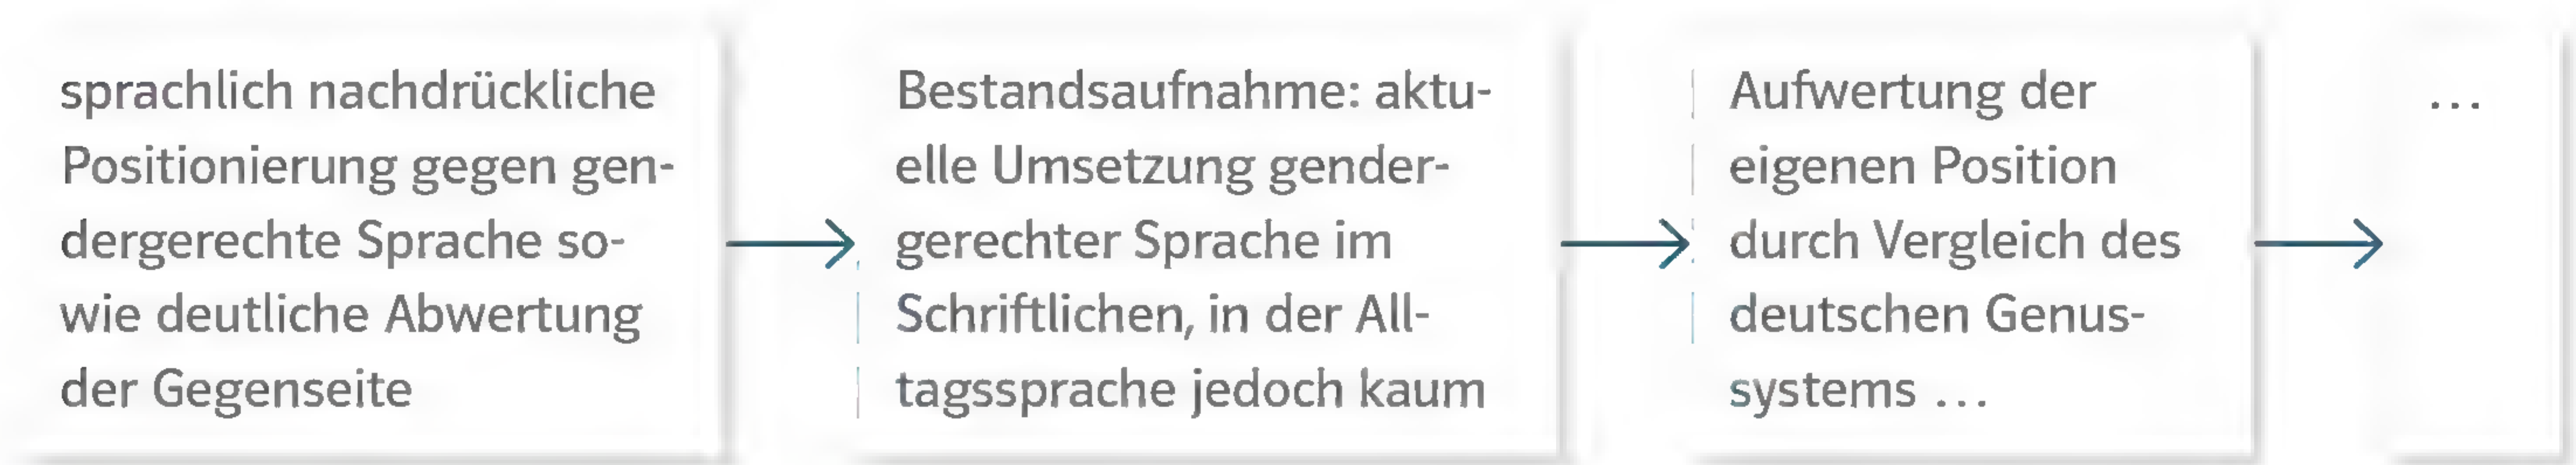 sprachlich nachdrückliche
Positionierung gegen gen-
dergerechte Sprache so-
wie deutliche Abwertung
der Gegenseite
Bestandsaufnahme: aktu-
elle Umsetzung gender-
gerechter Sprache im
Schriftlichen, in der All-
tagssprache jedoch kaum
Aufwertung der
eigenen Position
durch Vergleich des
deutschen Genus-
systems ...
...